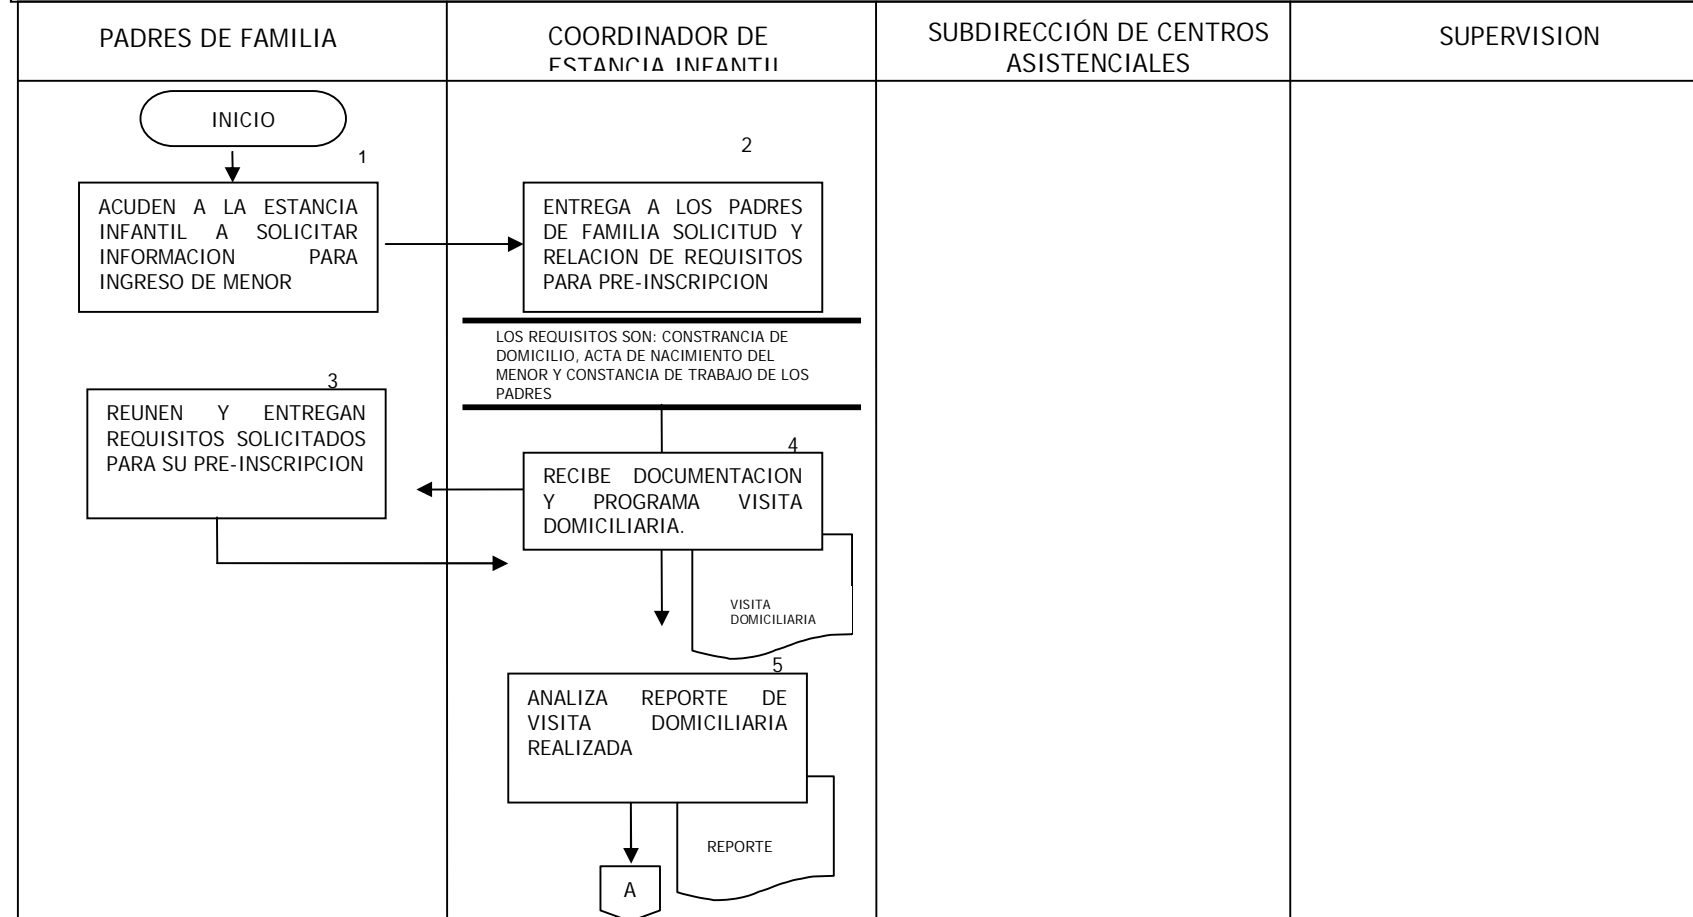 PADRES DE FAMILIA
COORDINADOR DE
ESTANCIA INFANTIL
SUBDIRECCIÓN DE CENTROS
ASISTENCIALES
SUPERVISION
INICIO
1
ACUDEN A LA ESTANCIA
INFANTIL A SOLICITAR
INFORMACION PARA
INGRESO DE MENOR
2
ENTREGA A LOS PADRES
DE FAMILIA SOLICITUD Y
RELACION DE REQUISITOS
PARA PRE-INSCRIPCION
LOS REQUISITOS SON: CONSTRANCIA DE
DOMICILIO, ACTA DE NACIMIENTO DEL
MENOR Y CONSTANCIA DE TRABAJO DE LOS
PADRES
3
REUNEN Y ENTREGAN
REQUISITOS SOLICITADOS
PARA SU PRE-INSCRIPCION
4
RECIBE DOCUMENTACION
Y PROGRAMA VISITA
DOMICILIARIA.
VISITA
DOMICILIARIA
5
ANALIZA REPORTE DE
VISITA DOMICILIARIA
REALIZADA
REPORTE
A